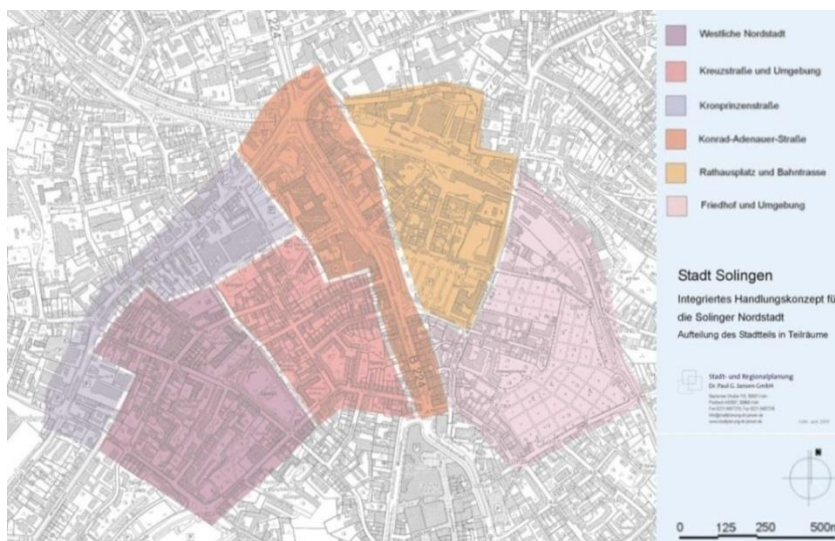 Westliche Nordstadt
Kreuzstraße und Umgebung
Kronprinzenstraße
Konrad-Adenauer-Straße
Rathausplatz und Bahntrasse
Friedhof und Umgebung
Stadt Solingen
Integriertes Handlungskonzept fü
die Solinger Nordstadt
Aufteilung des Stadtteils in Teilräume
Stadt- und Regionalplanung
Dr. Paul G. Jansen GmbH
0 125 250 500m
B 224
224